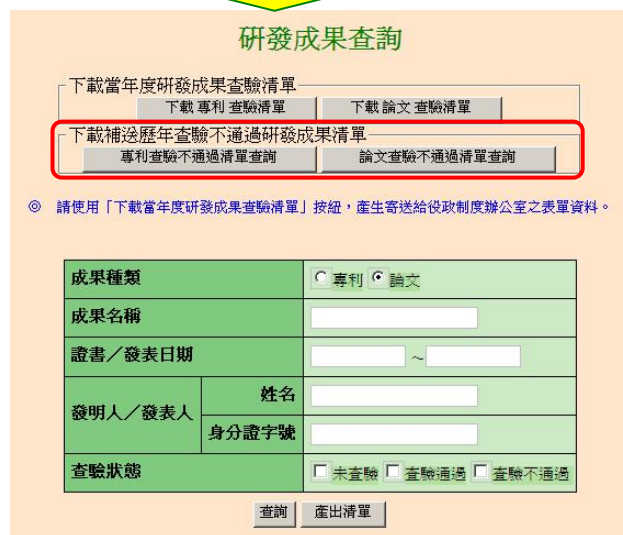 研發成果查詢
下載當年度研發成果查驗清單
下載 專利 查驗清單 下載 論文 查驗清單
下載補送歷年查驗不通過研發成果清單
專利查驗不通過清單查詢 論文查驗不通過清單查詢
◎ 請使用「下載當年度研發成果查驗清單」按紐，產生寄送給役政制度辦公室之表單資料。
成果種類 專利 論文
成果名稱
證書／發表日期 ～
發明人／發表人 姓名
身分證字號
查驗狀態 未查驗 查驗通過 查驗不通過
查詢 產出清單